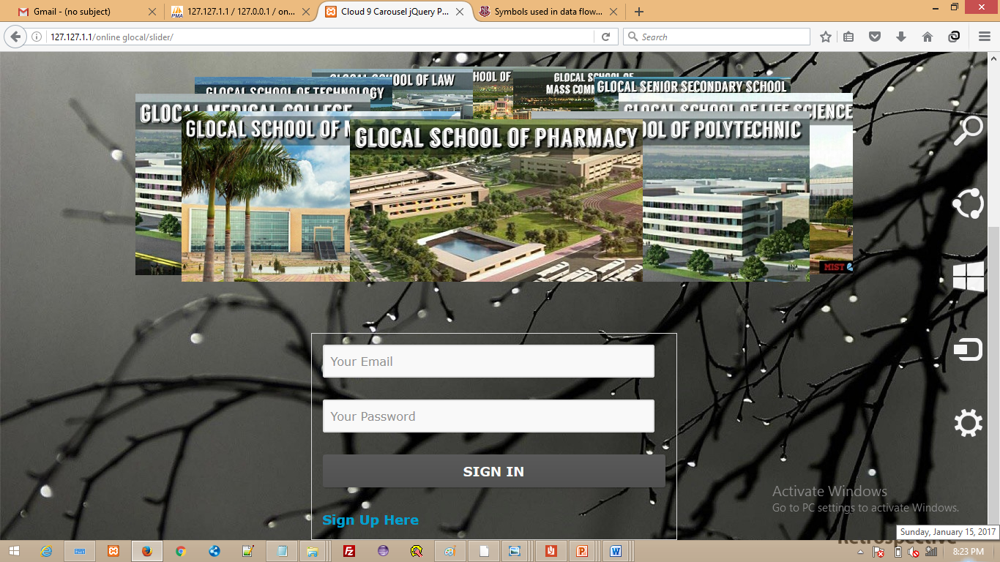 Gmail - (no subject)
127.127.1.1 / 127.0.0.1 / on...
Cloud 9 Carousel jQuery P...
Symbols used in data flow...
127.127.1.1/online glocal/slider/
Search
GLOCAL SCHOOL OF LAW
HOOL OF
GLOCAL SCHOOL OF
MASS COMM
GLOCAL SENIOR SECONDARY SCHOOL
GLOCAL SCHOOL OF TECHNOLOGY
GLOCAL MEDICAL COLLEGE
GLOCAL SCHOOL OF LIFE SCIENCE
GLOCAL SCHOOL OF
GLOCAL SCHOOL OF PHARMACY
OOL OF POLYTECHNIC
MIST
Your Email
Your Password
SIGN IN
Sign Up Here
Activate Windows
Go to PC settings to activate Windows.
Sunday, January 15, 2017
Retrospective
8:23 PM